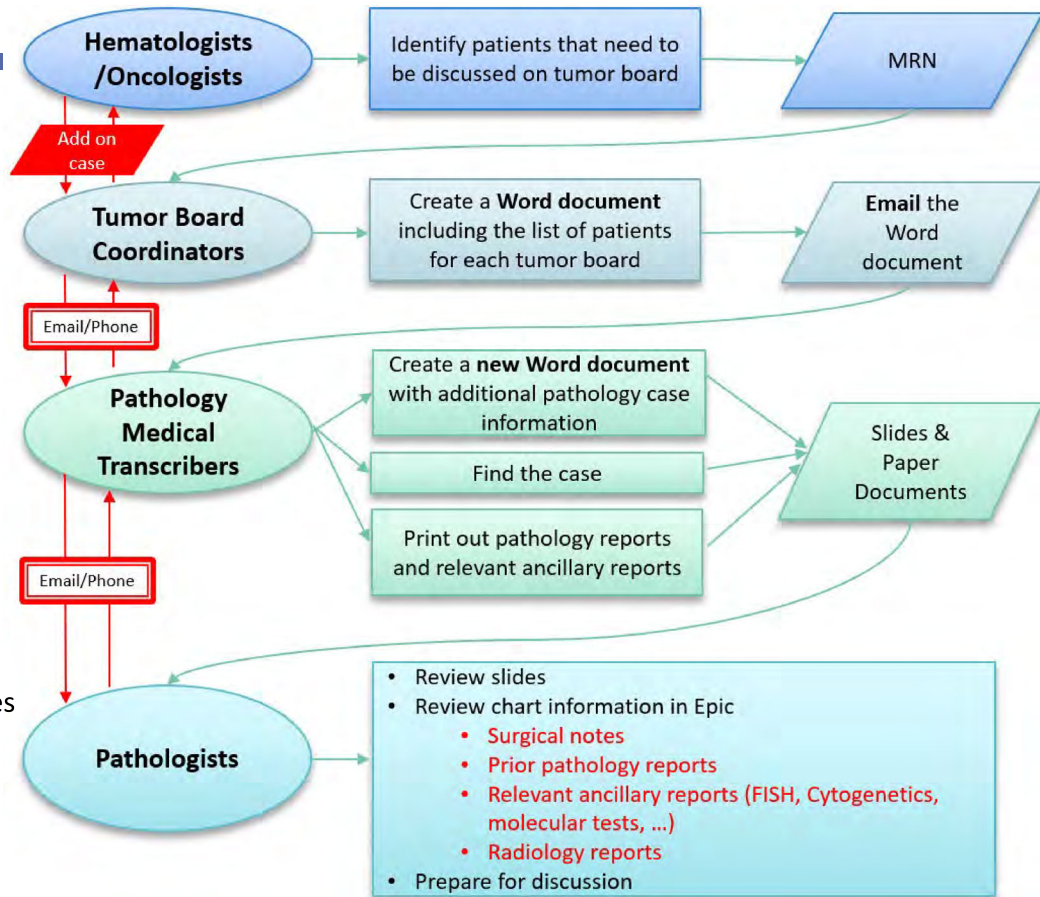 Hematologists
/Oncologists
Identify patients that need to
be discussed on tumor board
MRN
Add on
case
Tumor Board
Coordinators
Create a Word document
including the list of patients
for each tumor board
Email the
Word
document
Email/Phone
Pathology
Medical
Transcribers
Create a new Word document
with additional pathology case
information
Find the case
Print out pathology reports
and relevant ancillary reports
Slides &
Paper
Documents
Email/Phone
es
Pathologists
• Review slides
• Review chart information in Epic
• Surgical notes
• Prior pathology reports
• Relevant ancillary reports (FISH, Cytogenetics,
molecular tests, ...)
• Radiology reports
• Prepare for discussion